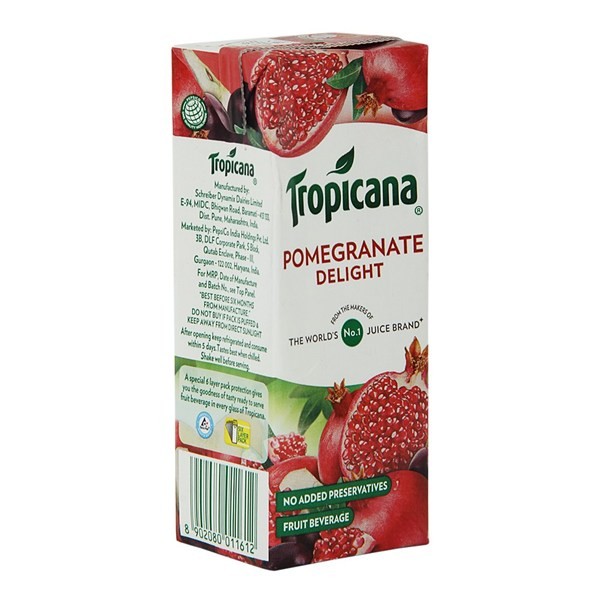 Tropicana®
Manufactured by:
Schreiber Dynamix Dairies Limited
E-94, MIDC, Bhigwan Road, Baramati -
Dist. Pune, Maharashtra, India.
Marketed by: PepsiCo India Holdings Pvt. Ltd.
3B, DLF Corporate Park, S Block,
Qutab Enclave, Phase - III,
Gurgaon - 122 002, Haryana, India.
For MRP, Date of Manufacture
and Batch No., see Top Panel
"BEST BEFORE SIX MONTHS
FROM MANUFACTURE."
DO NOT BUY IF PACK IS PUFFED &
KEEP AWAY FROM DIRECT SUNLIGHT
After opening keep refrigerated and consume
within 5 days. Tastes best when chilled.
Shake well before serving.
A special 6 layer pack protection gives
you the goodness of tasty ready to serve
fruit beverage in every glass of Tropicana.
SIX
LAYER
PACK
8 902080 011612
Tropicana®
POMEGRANATE
DELIGHT
FROM THE MAKERS OF
THE WORLD'S No.1 JUICE BRAND*
NO ADDED PRESERVATIVES
FRUIT BEVERAGE